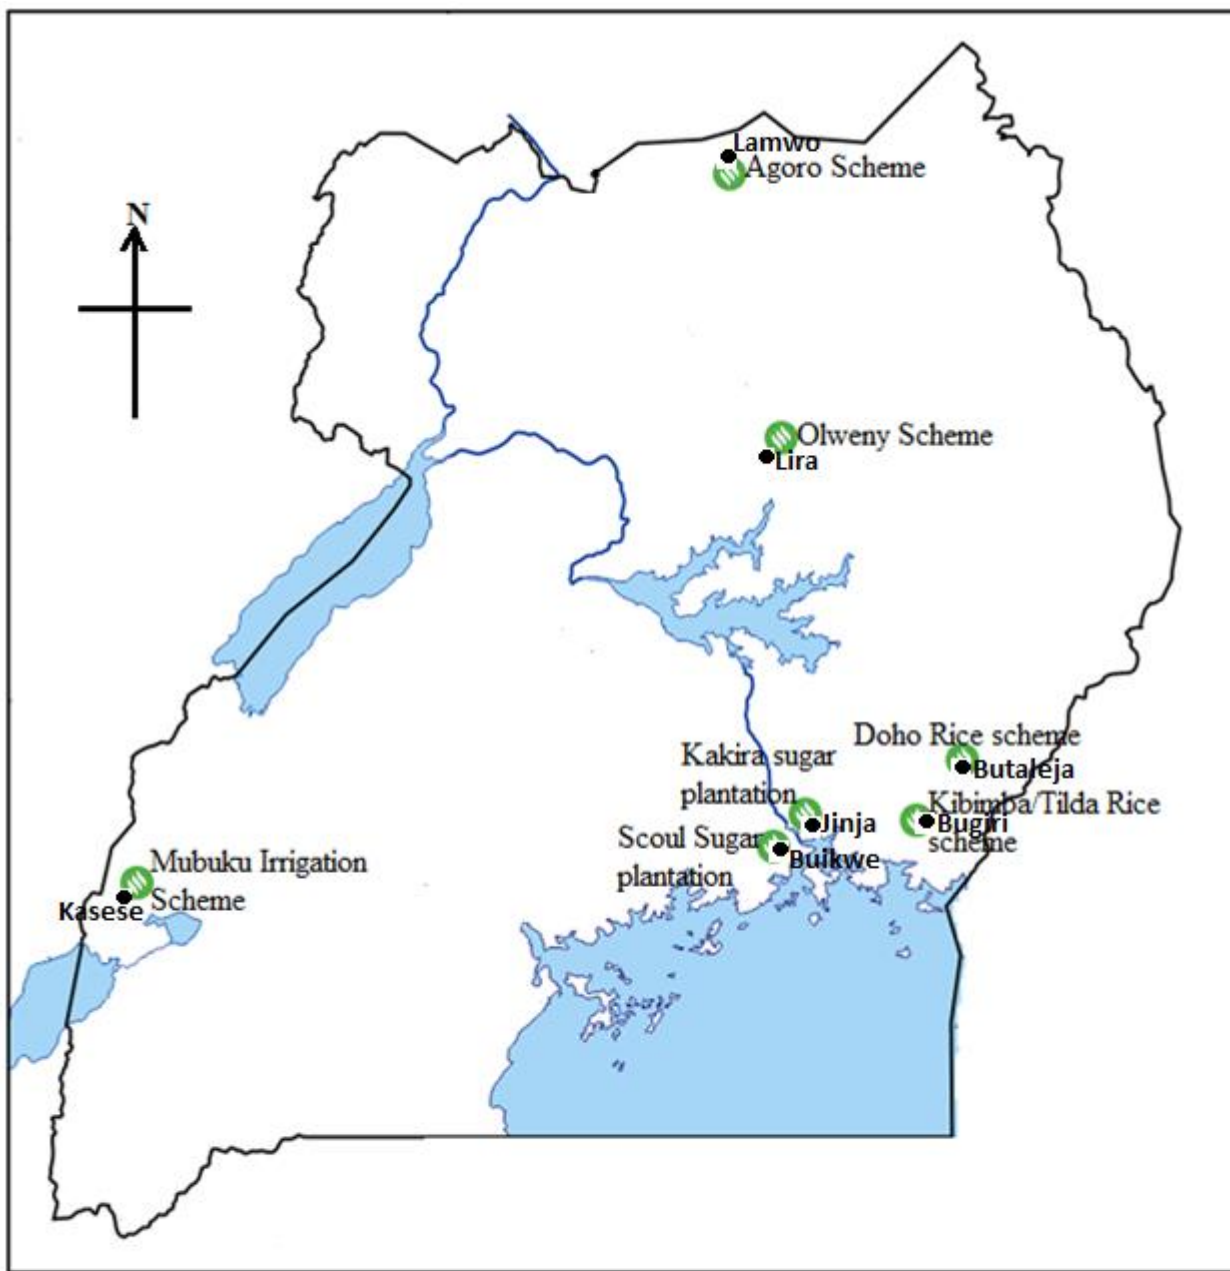 Lamwo
Agoro Scheme
N
Olweny Scheme
Lira
Doho Rice scheme
Butaleja
Kakira sugar
plantation
Kibimba/Tilda Rice
scheme
Bugiri
Jinja
Scoul Sugar
plantation
Buikwe
Mubuku Irrigation
Scheme
Kasese